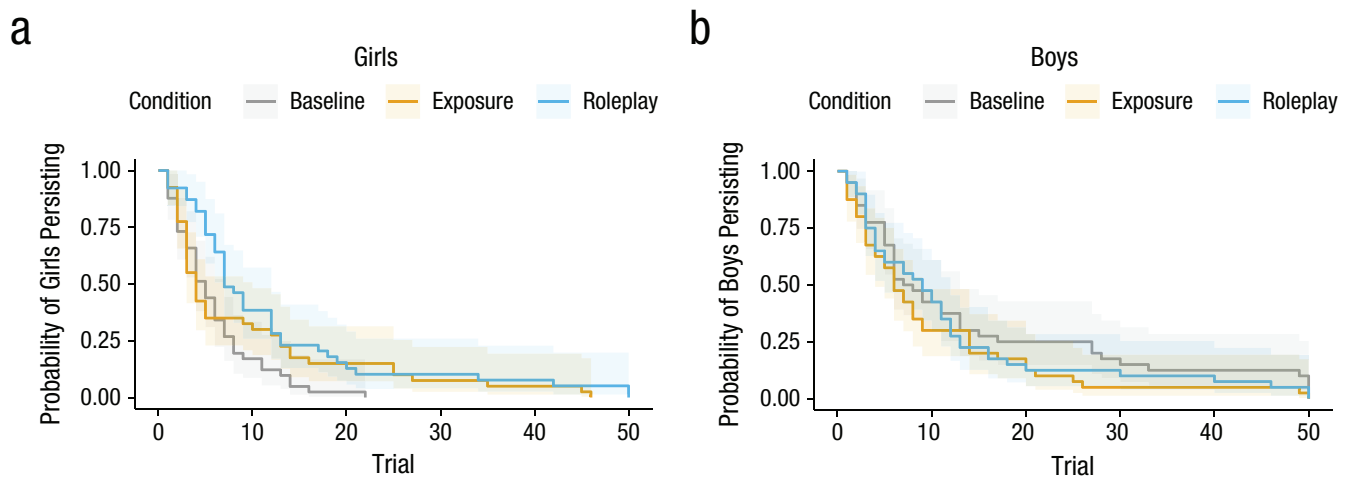 a
Girls
Condition Baseline Exposure Roleplay
Probability of Girls Persisting
1.00
0.75
0.50
0.25
0.00
0 10 20 30 40 50
Trial
b
Boys
Condition Baseline Exposure Roleplay
Probability of Boys Persisting
1.00
0.75
0.50
0.25
0.00
0 10 20 30 40 50
Trial